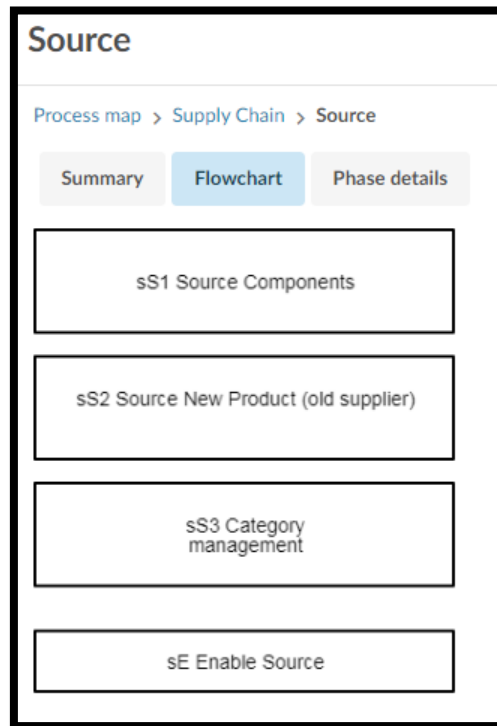 Source
Process map > Supply Chain > Source
Summary Flowchart Phase details
sS1 Source Components
sS2 Source New Product (old supplier)
sS3 Category
management
sE Enable Source